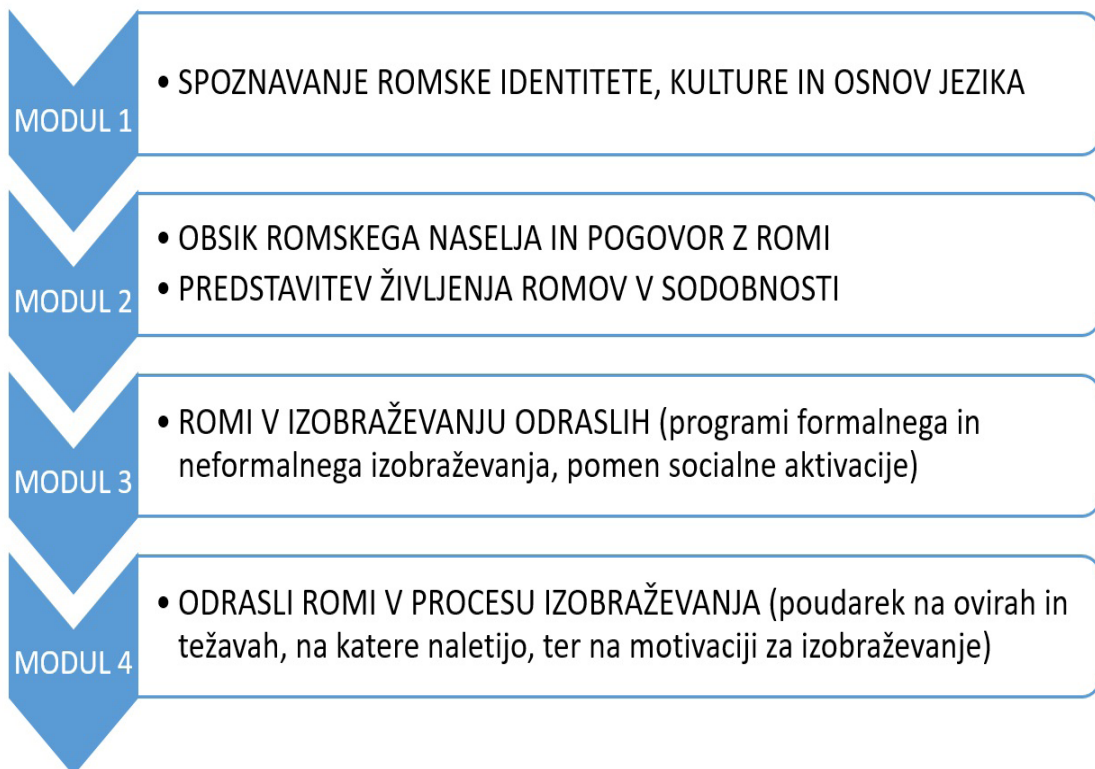 MODUL 1
• SPOZNAVANJE ROMSKE IDENTITETE, KULTURE IN OSNOV JEZIKA
MODUL 2
• OBSIK ROMSKEGA NASELJA IN POGOVOR Z ROMI
• PREDSTAVITEV ŽIVLJENJA ROMOV V SODOBNOSTI
MODUL 3
• ROMI V IZOBRAŽEVANJU ODRASLIH (programi formalnega in
neformalnega izobraževanja, pomen socialne aktivacije)
MODUL 4
• ODRASLI ROMI V PROCESU IZOBRAŽEVANJA (poudarek na ovirah in
težavah, na katere naletijo, ter na motivaciji za izobraževanje)